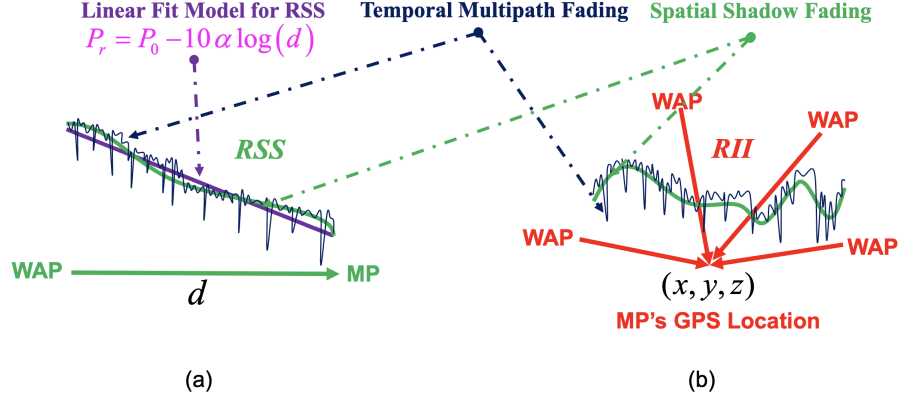 Linear Fit Model for RSS
Temporal Multipath Fading
Spatial Shadow Fading
P_r = P_0 − 10 α log(d)
RSS
WAP
MP
d
(a)
WAP
WAP
RII
WAP
WAP
(x, y, z)
MP’s GPS Location
(b)